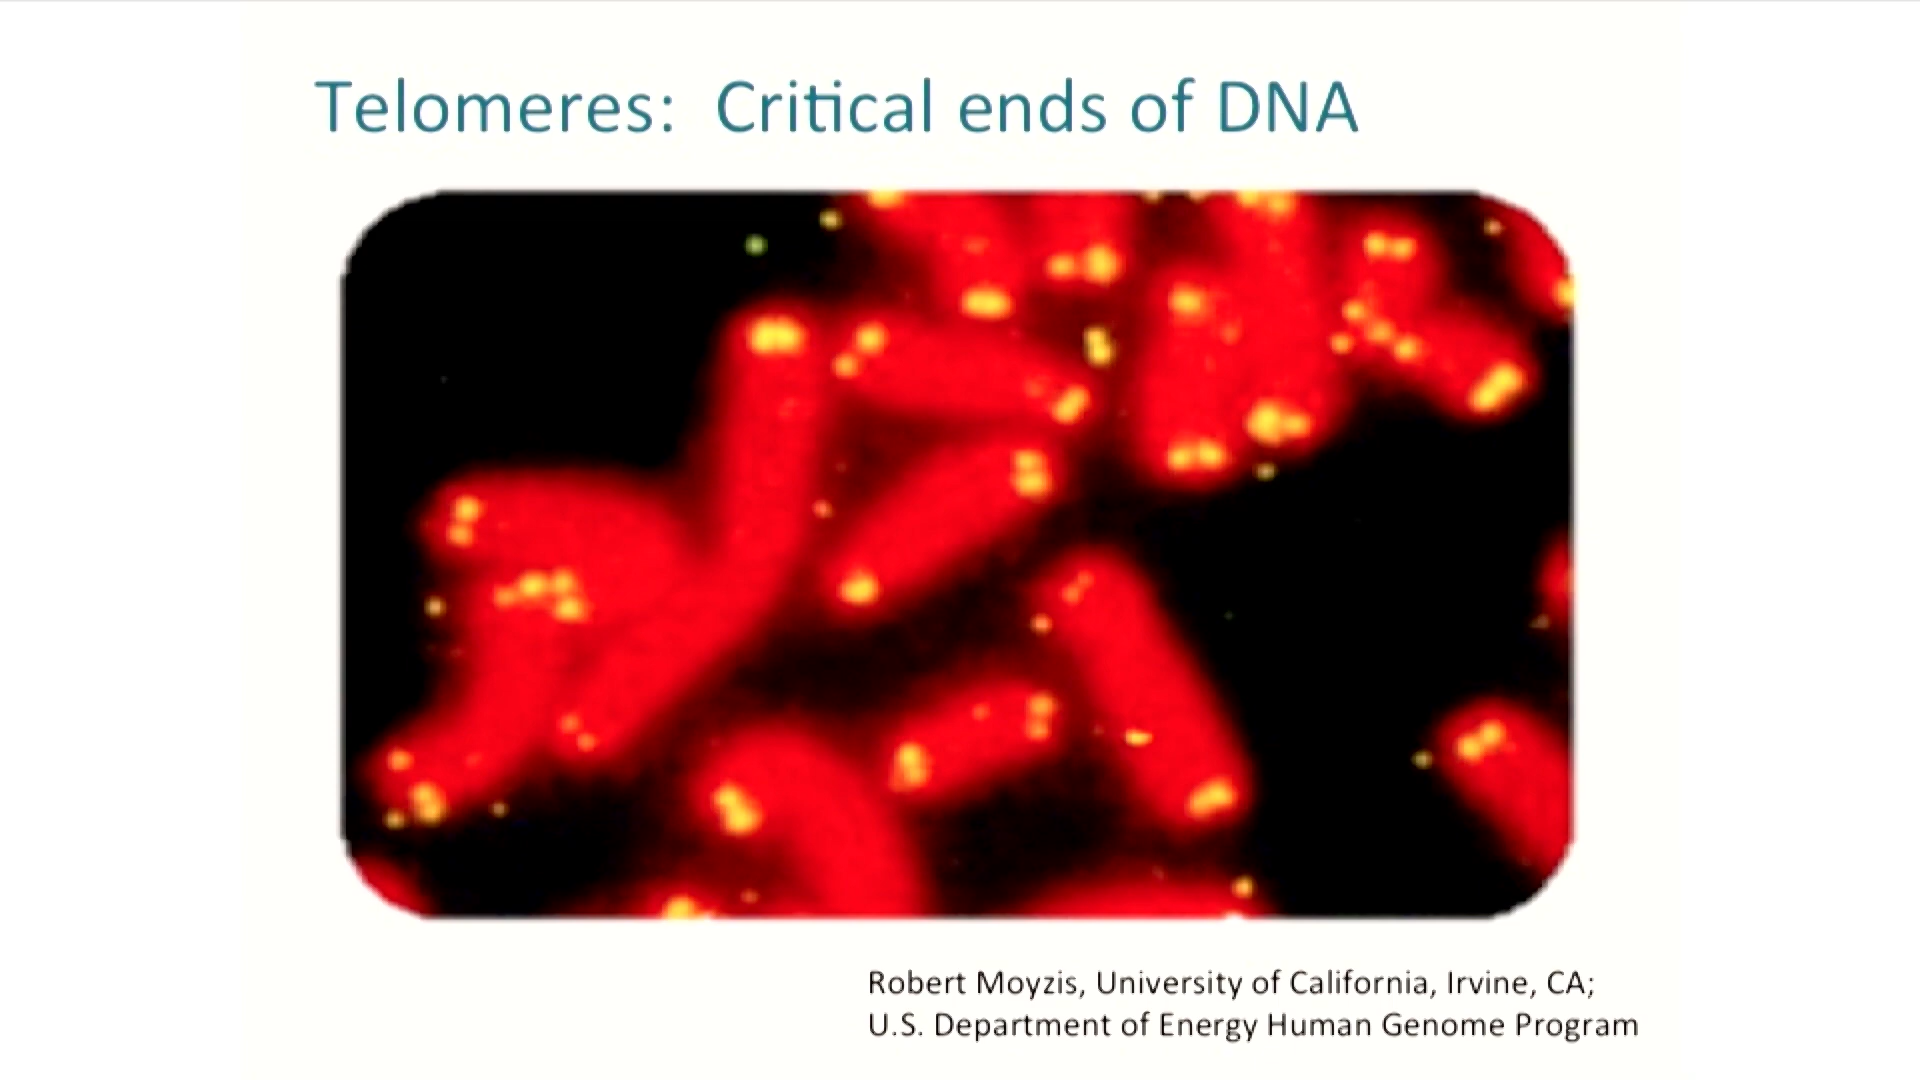 Telomeres: Critical ends of DNA
Robert Moyzis, University of California, Irvine, CA;
U.S. Department of Energy Human Genome Program